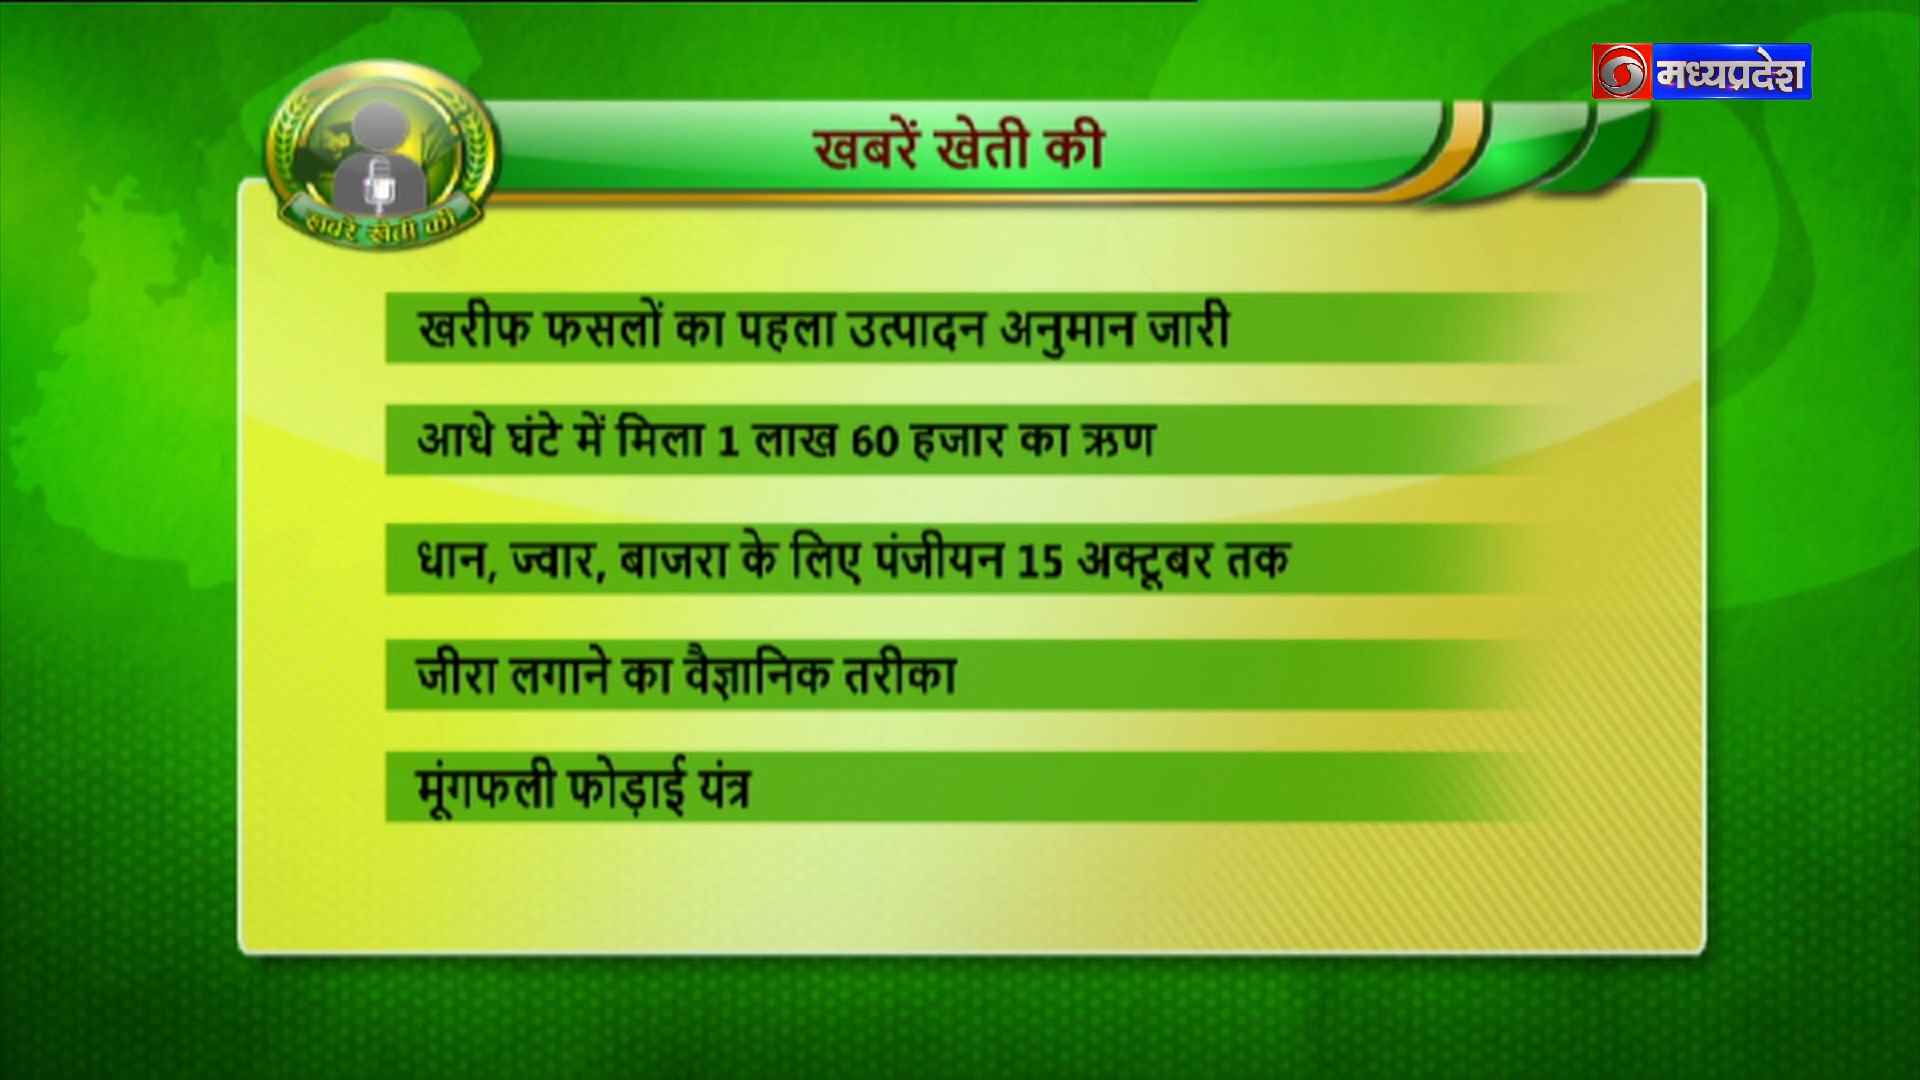 मध्यप्रदेश
खबरें खेती की
खबरें खेती की
खरीफ फसलों का पहला उत्पादन अनुमान जारी
आधे घंटे में मिला 1 लाख 60 हजार का ऋण
धान, ज्वार, बाजरा के लिए पंजीयन 15 अक्टूबर तक
जीरा लगाने का वैज्ञानिक तरीका
मूंगफली फोड़ाई यंत्र